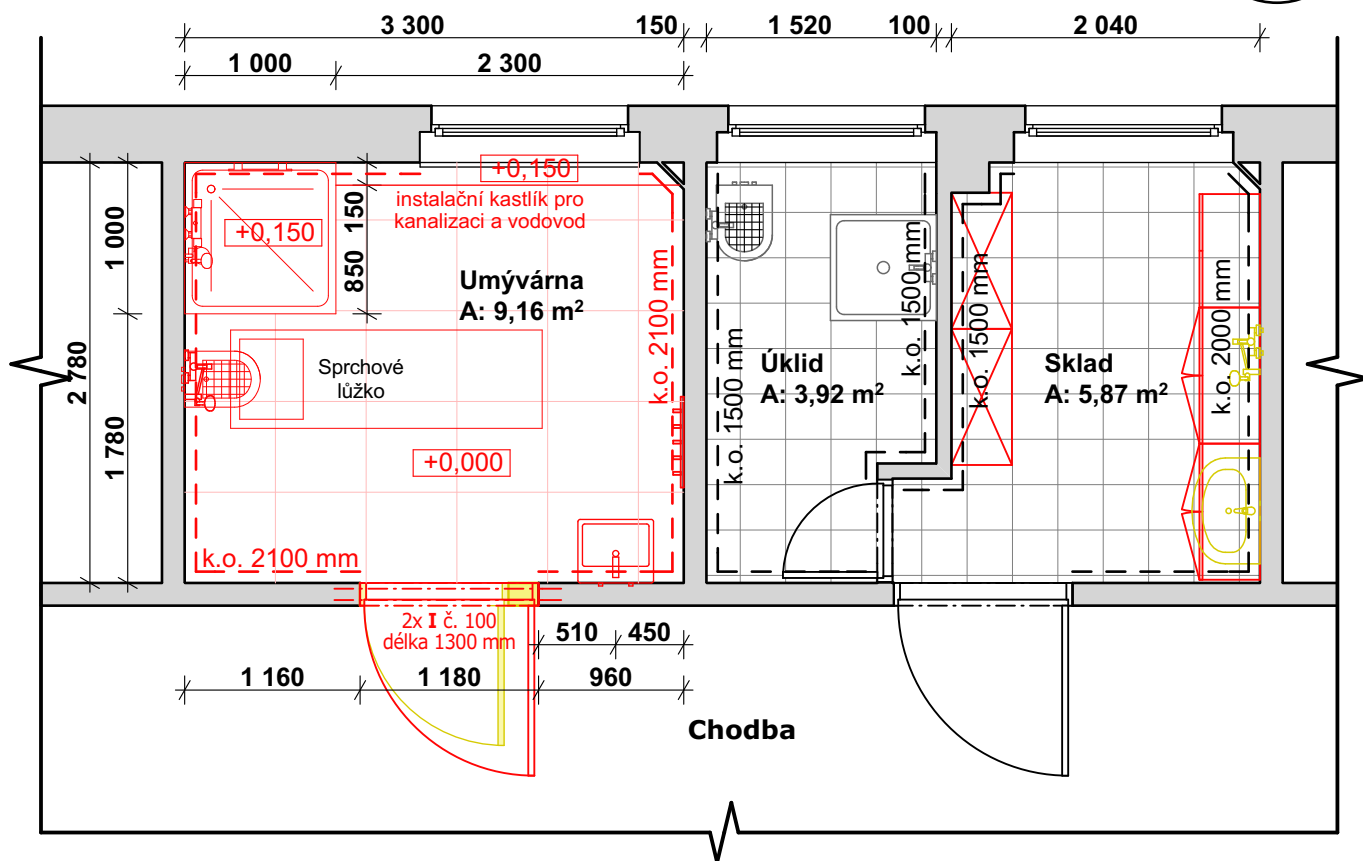 3 300
150
1 520
100
2 040
1 000
2 300
+0,150
instalační kastlík pro
kanalizaci a vodovod
+0,150
1 000
150
850
Umývárna
A: 9,16 m²
k.o. 2100 mm
k.o. 1500 mm
k.o. 1500 mm
k.o. 1500 mm
k.o. 2000 mm
2 780
Sprchové
lůžko
Úklid
A: 3,92 m²
Sklad
A: 5,87 m²
1 780
+0,000
k.o. 2100 mm
2x I č. 100
délka 1300 mm
510
450
1 160
1 180
960
Chodba